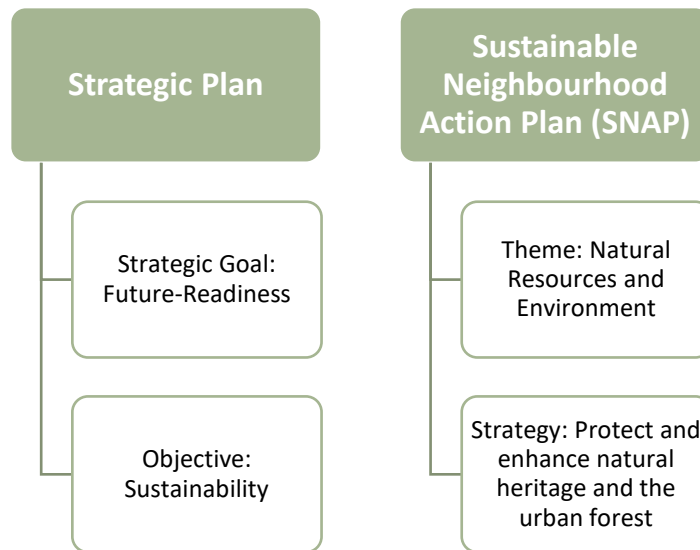 Strategic Plan
Strategic Goal:
Future-Readiness
Objective:
Sustainability
Sustainable
Neighbourhood
Action Plan (SNAP)
Theme: Natural
Resources and
Environment
Strategy: Protect and
enhance natural
heritage and the
urban forest